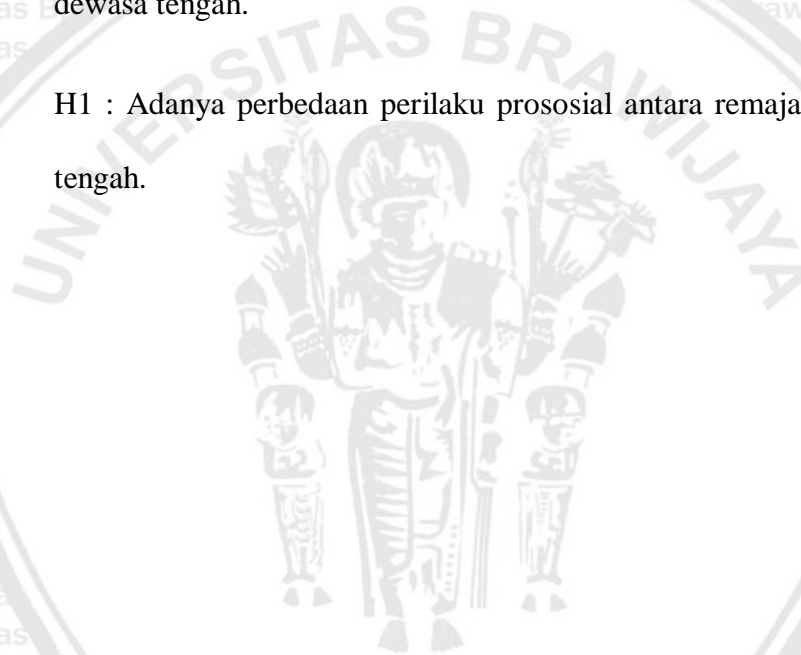 dewasa tengah.
UNIVERSITAS BRAWIJAYA
H1 : Adanya perbedaan perilaku prososial antara remaja
tengah.